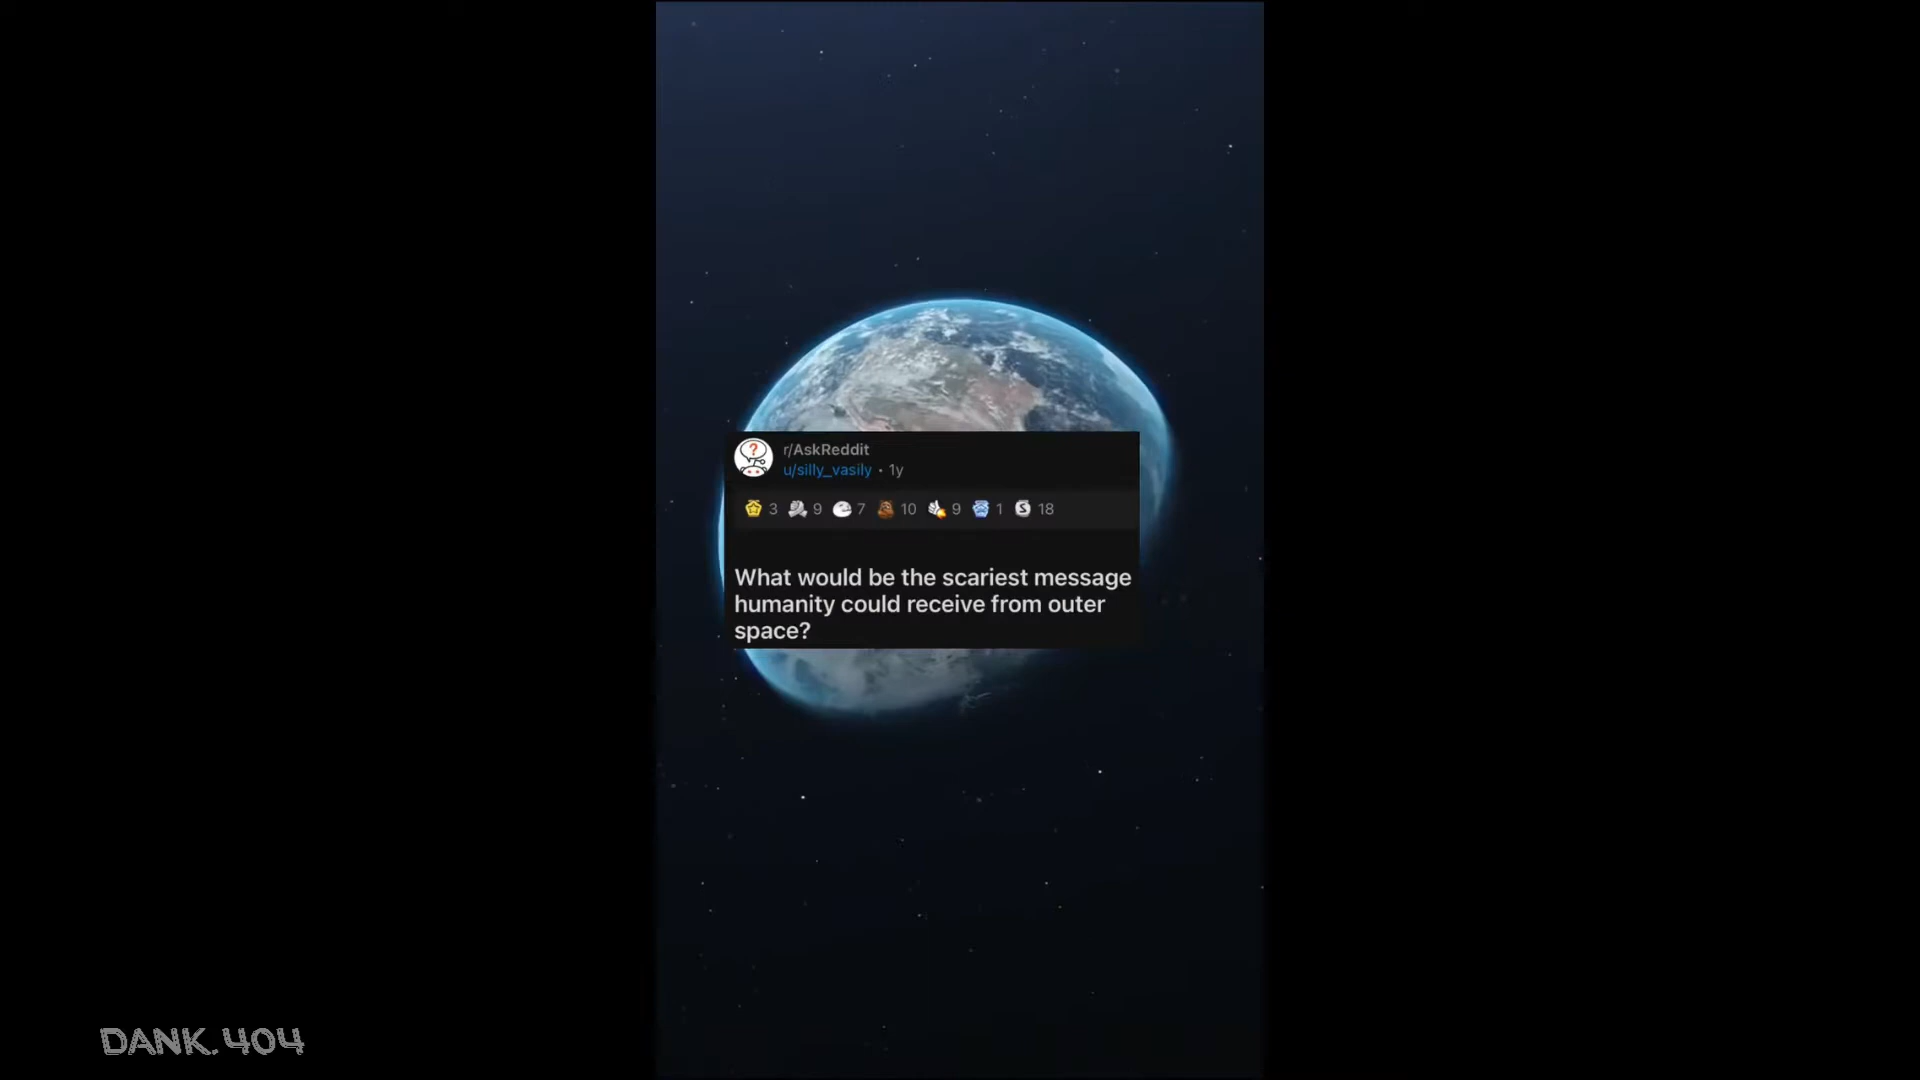 r/AskReddit
u/silly_vasily • 1y
3 9 7 10 9 1 S 18
What would be the scariest message
humanity could receive from outer
space?
DANK.404